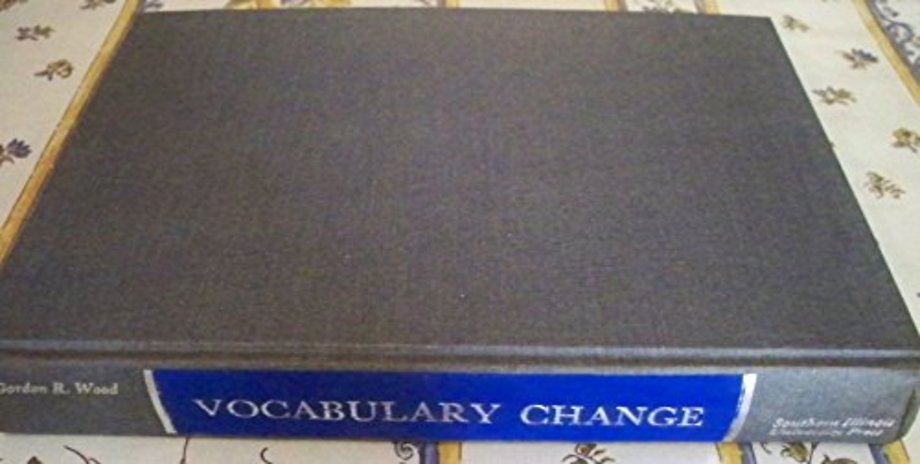 Gordon R. Wood
VOCABULARY CHANGE
Southern Illinois
University Press